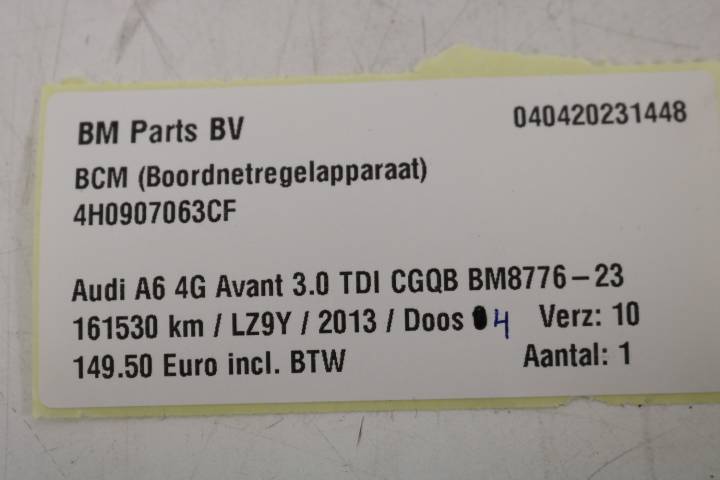 BM Parts BV 040420231448
BCM (Boordnetregelapparaat)
4H0907063CF
Audi A6 4G Avant 3.0 TDI CGQB BM8776-23
161530 km / LZ9Y / 2013 / Doos 4 Verz: 10
149.50 Euro incl. BTW Aantal: 1